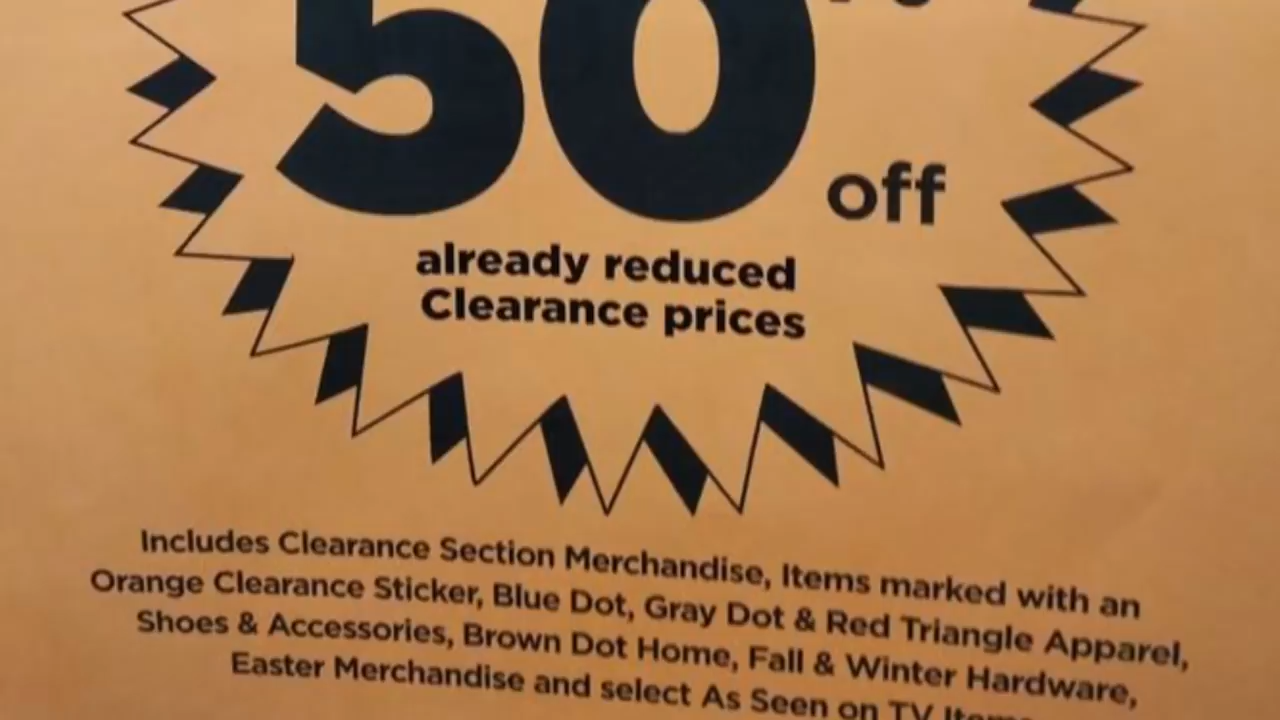 50%
off
already reduced
Clearance prices
Includes Clearance Section Merchandise, Items marked with an
Orange Clearance Sticker, Blue Dot, Gray Dot & Red Triangle Apparel,
Shoes & Accessories, Brown Dot Home, Fall & Winter Hardware,
Easter Merchandise and select As Seen on TV Items